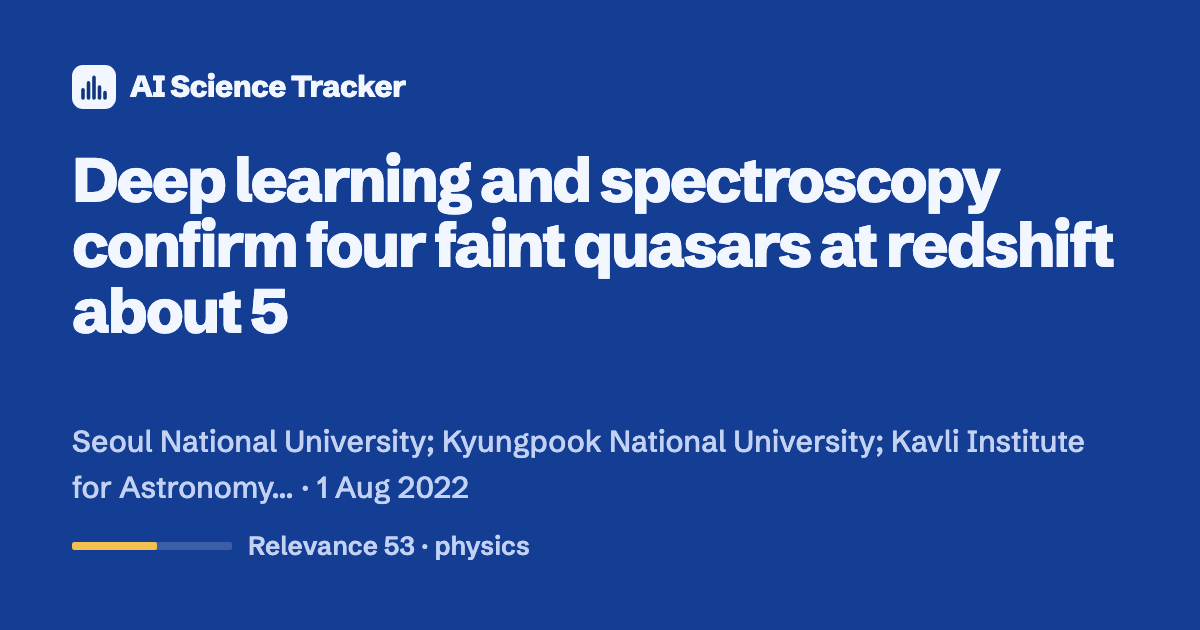 AI Science Tracker
Deep learning and spectroscopy
confirm four faint quasars at redshift
about 5
Seoul National University; Kyungpook National University; Kavli Institute
for Astronomy... · 1 Aug 2022
Relevance 53 · physics